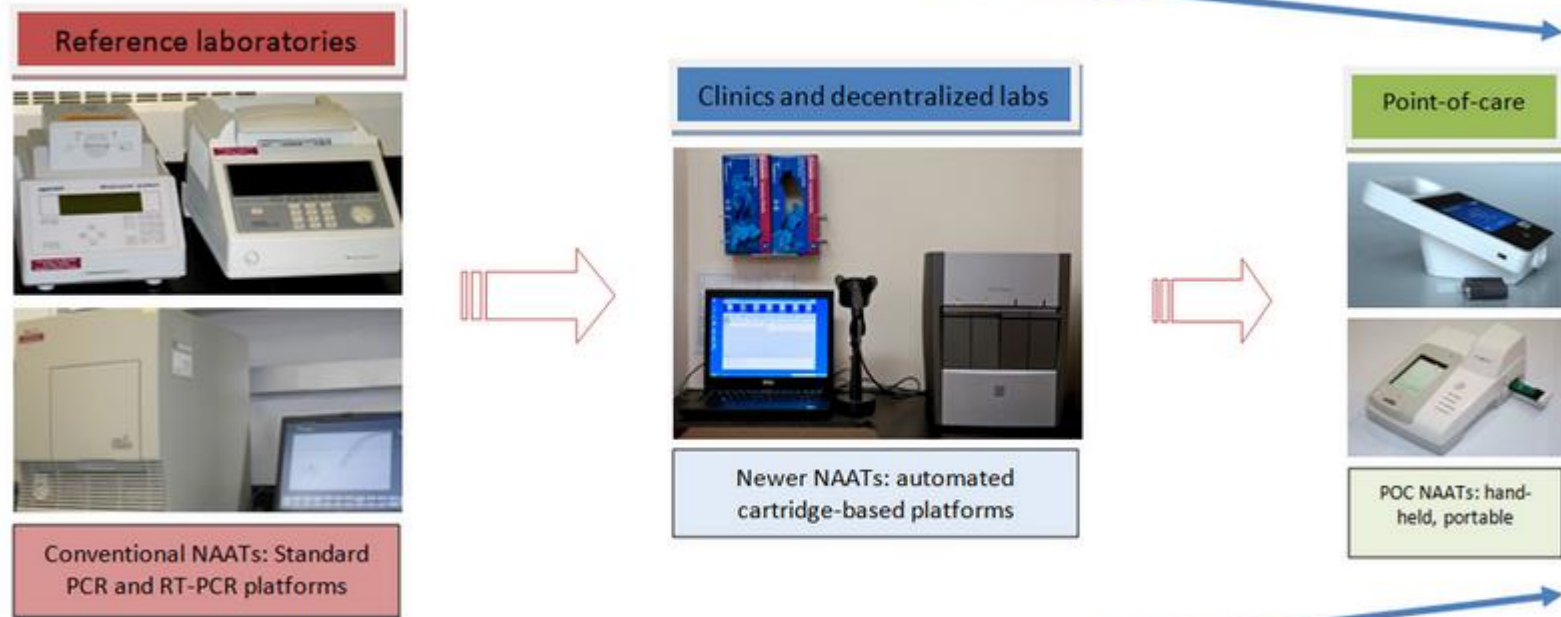 Reference laboratories
Clinics and decentralized labs
Point-of-care
Newer NAATs: automated
cartridge-based platforms
POC NAATs: hand-
held, portable
Conventional NAATs: Standard
PCR and RT-PCR platforms